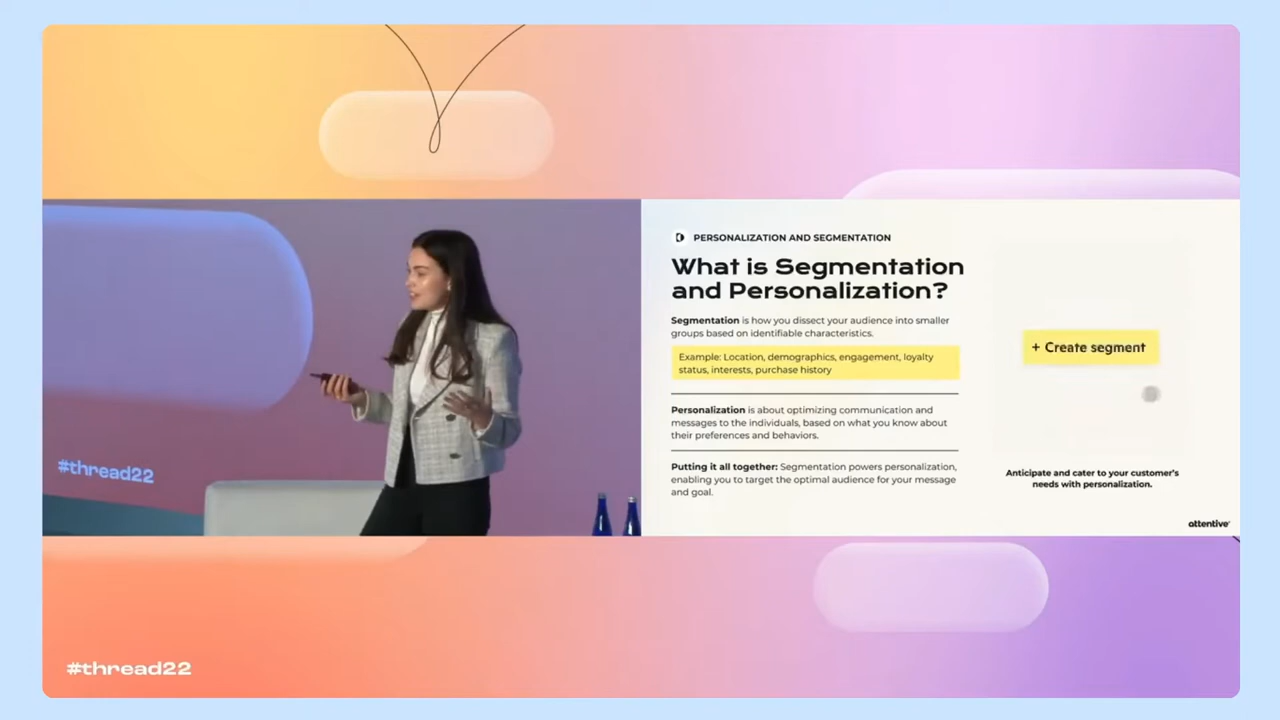 PERSONALIZATION AND SEGMENTATION
What is Segmentation
and Personalization?
Segmentation is how you dissect your audience into smaller
groups based on identifiable characteristics.
Example: Location, demographics, engagement, loyalty
status, interests, purchase history
Personalization is about optimizing communication and
messages to the individuals, based on what you know about
their preferences and behaviors.
Putting it all together: Segmentation powers personalization,
enabling you to target the optimal audience for your message
and goal.
+ Create segment
Anticipate and cater to your customer's
needs with personalization.
attentive
#thread22
#thread22